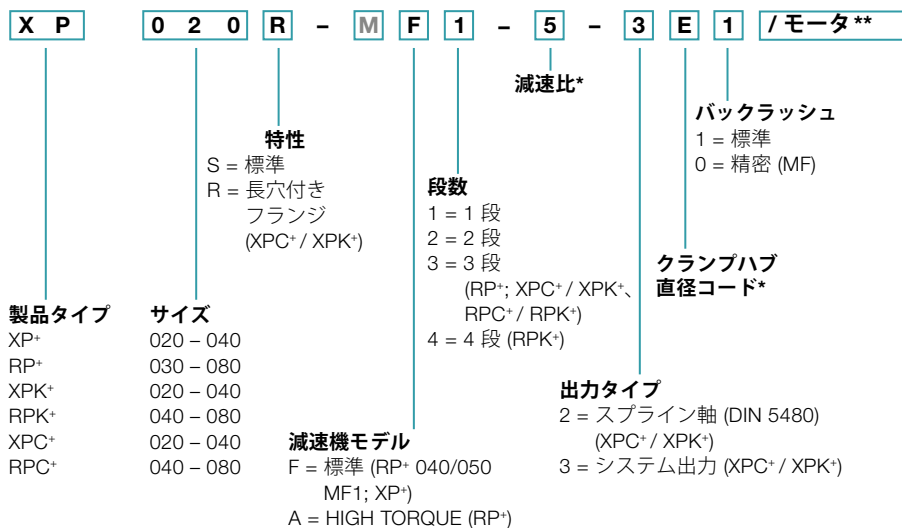 X P 0 2 0 R – M F 1 – 5 – 3 E 1 / モータ**
減速比*
バックラッシュ
1 = 標準
0 = 精密 (MF)
特性
S = 標準
R = 長穴付き
フランジ
(XPC⁺ / XPK⁺)
段数
1 = 1 段
2 = 2 段
3 = 3 段
(RP⁺; XPC⁺ / XPK⁺、
RPC⁺ / RPK⁺)
4 = 4 段 (RPK⁺)
クランプハブ
直径コード*
製品タイプ サイズ
XP⁺ 020 – 040
RP⁺ 030 – 080
XPK⁺ 020 – 040
RPK⁺ 040 – 080
XPC⁺ 020 – 040
RPC⁺ 040 – 080
減速機モデル
F = 標準 (RP⁺ 040/050
MF1; XP⁺)
A = HIGH TORQUE (RP⁺)
出力タイプ
2 = スプライン軸 (DIN 5480)
(XPC⁺ / XPK⁺)
3 = システム出力 (XPC⁺ / XPK⁺)